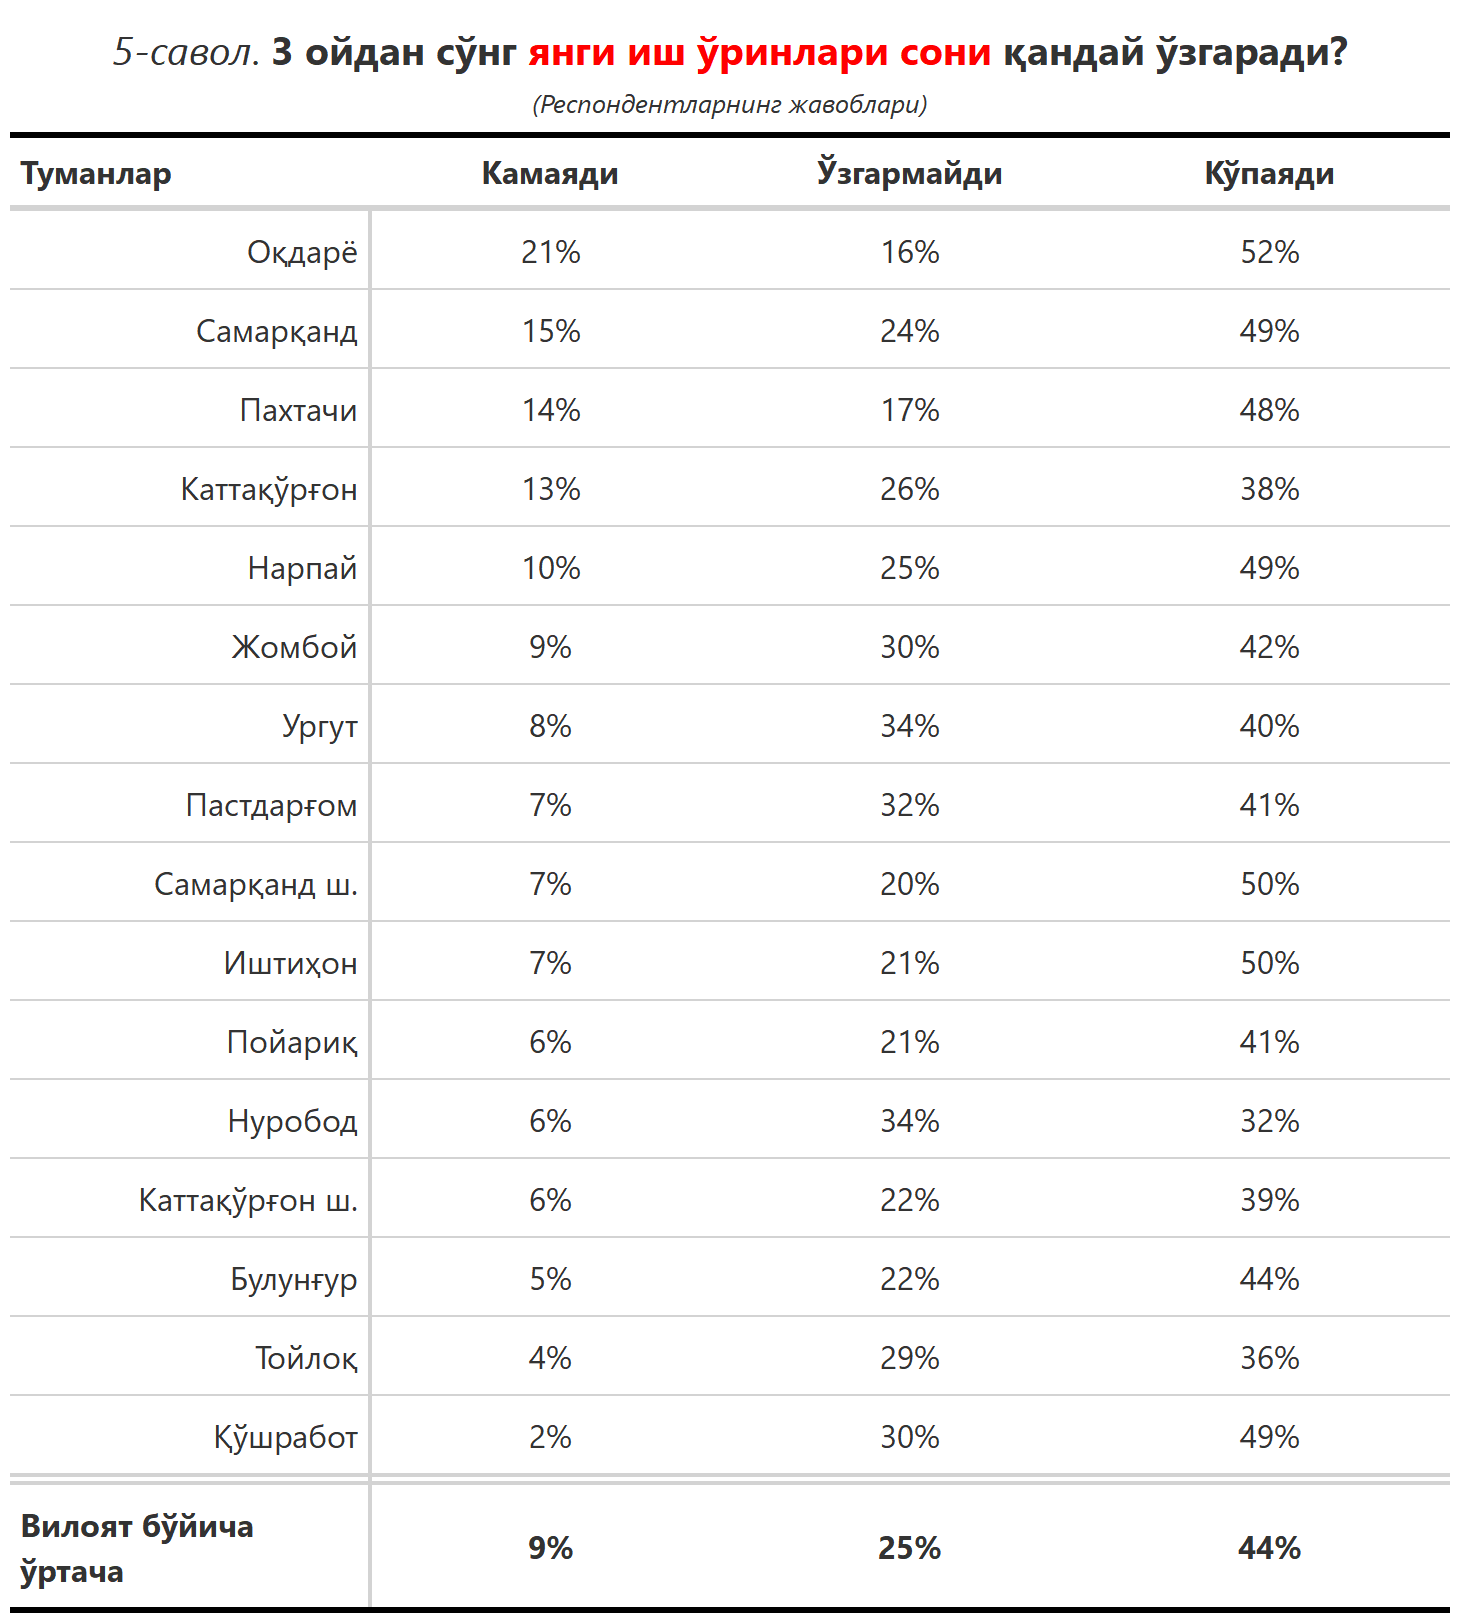 5-савол. 3 ойдан сўнг янги иш ўринлари сони қандай ўзгаради?
(Респондентларнинг жавоблари)
Туманлар Камаяди Ўзгармайди Кўпаяди
Оқдарё 21% 16% 52%
Самарқанд 15% 24% 49%
Пахтачи 14% 17% 48%
Каттақўрғон 13% 26% 38%
Нарпай 10% 25% 49%
Жомбой 9% 30% 42%
Ургут 8% 34% 40%
Пастдарғом 7% 32% 41%
Самарқанд ш. 7% 20% 50%
Иштиҳон 7% 21% 50%
Пойариқ 6% 21% 41%
Нуробод 6% 34% 32%
Каттақўрғон ш. 6% 22% 39%
Булунғур 5% 22% 44%
Тойлоқ 4% 29% 36%
Қўшработ 2% 30% 49%
Вилоят бўйича
ўртача 9% 25% 44%